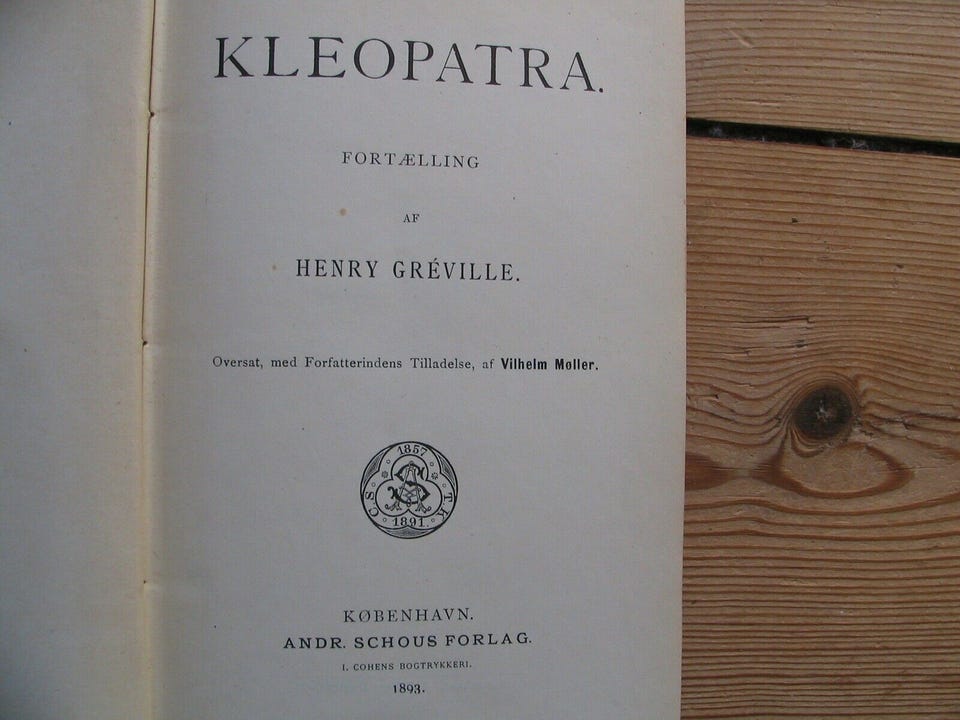 KLEOPATRA.
FORTÆLLING
AF
HENRY GRÉVILLE.
Oversat, med Forfatterindens Tilladelse, af Vilhelm Møller.
1857
C.S. T.K.
1891
KØBENHAVN.
ANDR. SCHOUS FORLAG.
I. COHENS BOGTRYKKERI.
1893.